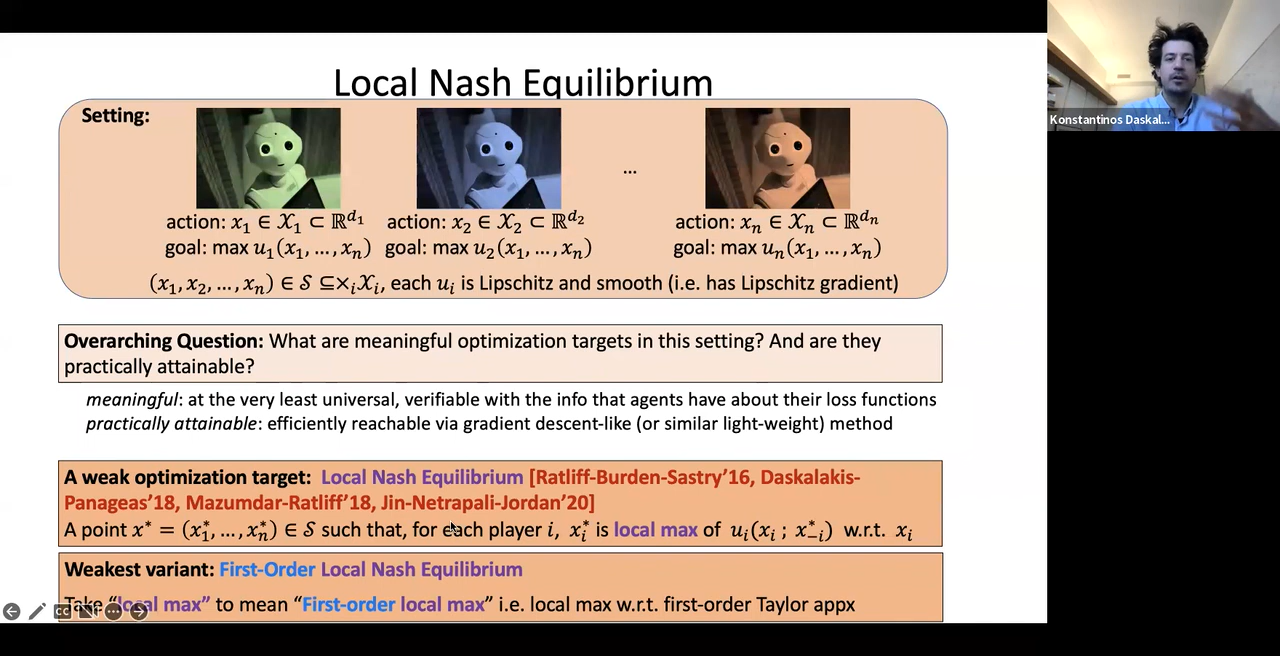 Local Nash Equilibrium
Konstantinos Daskal...
Setting:
...
action: x₁ ∈ 𝒳₁ ⊂ ℝ^{d₁} action: x₂ ∈ 𝒳₂ ⊂ ℝ^{d₂} action: xₙ ∈ 𝒳ₙ ⊂ ℝ^{dₙ}
goal: max u₁(x₁, …, xₙ) goal: max u₂(x₁, …, xₙ) goal: max uₙ(x₁, …, xₙ)
(x₁, x₂, …, xₙ) ∈ 𝒮 ⊆×ᵢ𝒳ᵢ, each uᵢ is Lipschitz and smooth (i.e. has Lipschitz gradient)
Overarching Question: What are meaningful optimization targets in this setting? And are they
practically attainable?
meaningful: at the very least universal, verifiable with the info that agents have about their loss functions
practically attainable: efficiently reachable via gradient descent-like (or similar light-weight) method
A weak optimization target: Local Nash Equilibrium [Ratliff-Burden-Sastry’16, Daskalakis-
Panageas’18, Mazumdar-Ratliff’18, Jin-Netrapali-Jordan’20]
A point x* = (x₁*, …, xₙ*) ∈ 𝒮 such that, for each player i, xᵢ* is local max of uᵢ(xᵢ ; x₋ᵢ*) w.r.t. xᵢ
Weakest variant: First-Order Local Nash Equilibrium
Take “local max” to mean “First-order local max” i.e. local max w.r.t. first-order Taylor appx
CC